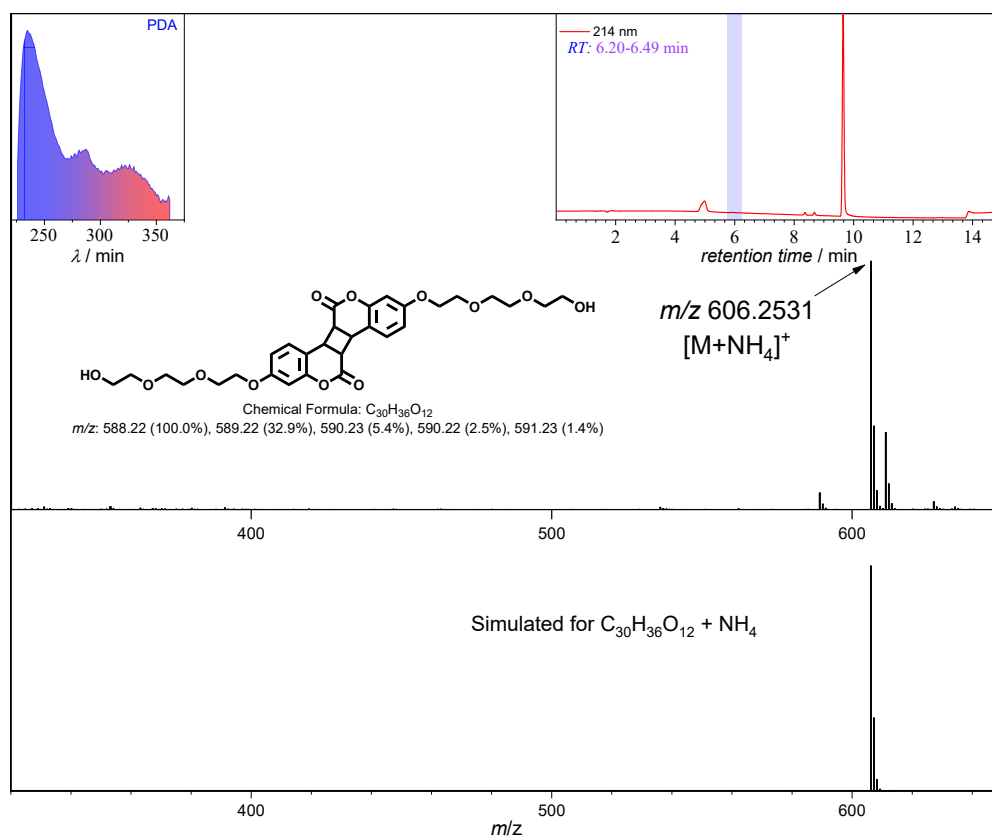 PDA
250 300 350
λ / min
214 nm
RT: 6.20-6.49 min
2 4 6 8 10 12 14
retention time / min
O O O O O OH
HO O O O O O
Chemical Formula: C₃₀H₃₆O₁₂
m/z: 588.22 (100.0%), 589.22 (32.9%), 590.23 (5.4%), 590.22 (2.5%), 591.23 (1.4%)
m/z 606.2531
[M+NH₄]⁺
400 500 600
Simulated for C₃₀H₃₆O₁₂ + NH₄
400 500 600
m/z